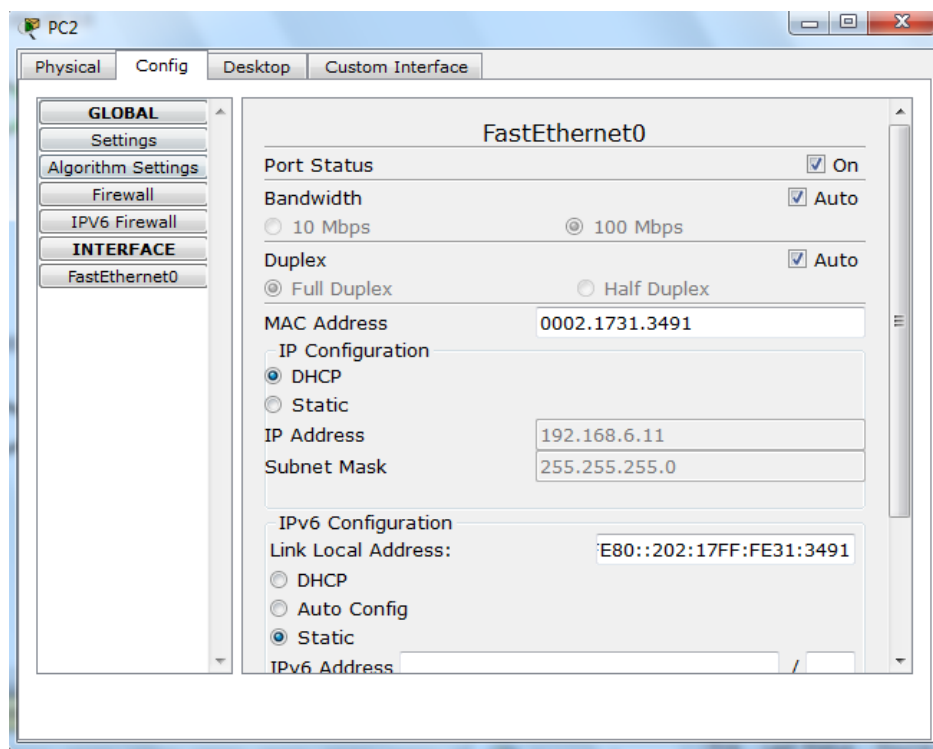 PC2
Physical Config Desktop Custom Interface
GLOBAL
Settings
Algorithm Settings
Firewall
IPV6 Firewall
INTERFACE
FastEthernet0
FastEthernet0
Port Status On
Bandwidth Auto
10 Mbps 100 Mbps
Duplex Auto
Full Duplex Half Duplex
MAC Address 0002.1731.3491
IP Configuration
DHCP
Static
IP Address 192.168.6.11
Subnet Mask 255.255.255.0
IPv6 Configuration
Link Local Address: FE80::202:17FF:FE31:3491
DHCP
Auto Config
Static
IPv6 Address /